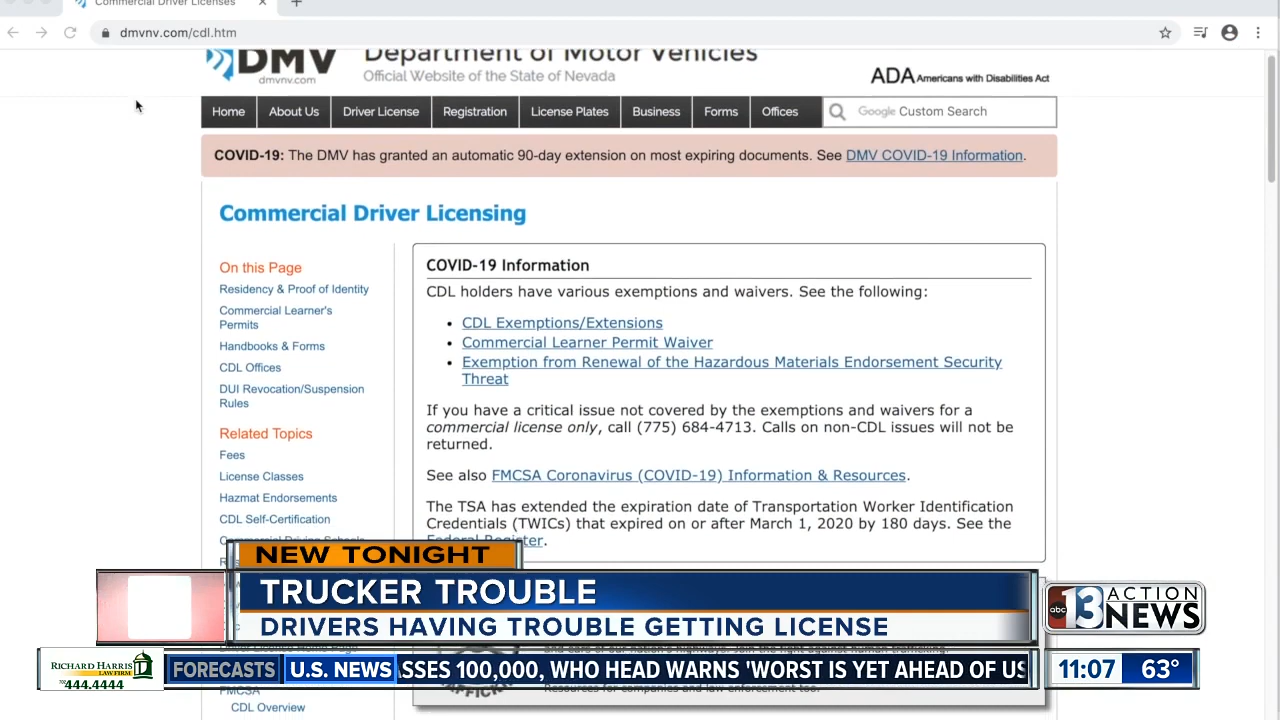 Commercial Driver Licenses
dmvnv.com/cdl.htm
DMV
dmvnv.com
Department of Motor Vehicles
Official Website of the State of Nevada
ADA Americans with Disabilities Act
Home
About Us
Driver License
Registration
License Plates
Business
Forms
Offices
Google Custom Search
COVID-19: The DMV has granted an automatic 90-day extension on most expiring documents. See DMV COVID-19 Information.
Commercial Driver Licensing
On this Page
Residency & Proof of Identity
Commercial Learner's
Permits
Handbooks & Forms
CDL Offices
DUI Revocation/Suspension
Rules
Related Topics
Fees
License Classes
Hazmat Endorsements
CDL Self-Certification
Commercial Driving Schools
COVID-19 Information
CDL holders have various exemptions and waivers. See the following:
• CDL Exemptions/Extensions
• Commercial Learner Permit Waiver
• Exemption from Renewal of the Hazardous Materials Endorsement Security
Threat
If you have a critical issue not covered by the exemptions and waivers for a
commercial license only, call (775) 684-4713. Calls on non-CDL issues will not be
returned.
See also FMCSA Coronavirus (COVID-19) Information & Resources.
The TSA has extended the expiration date of Transportation Worker Identification
Credentials (TWICs) that expired on or after March 1, 2020 by 180 days. See the
Federal Register.
NEW TONIGHT
TRUCKER TROUBLE
DRIVERS HAVING TROUBLE GETTING LICENSE
abc 13 ACTION
NEWS
RICHARD HARRIS
LAW FIRM
702 444.4444
FORECASTS
U.S. NEWS
ASSES 100,000, WHO HEAD WARNS 'WORST IS YET AHEAD OF US
11:07
63°
FMCSA
CDL Overview